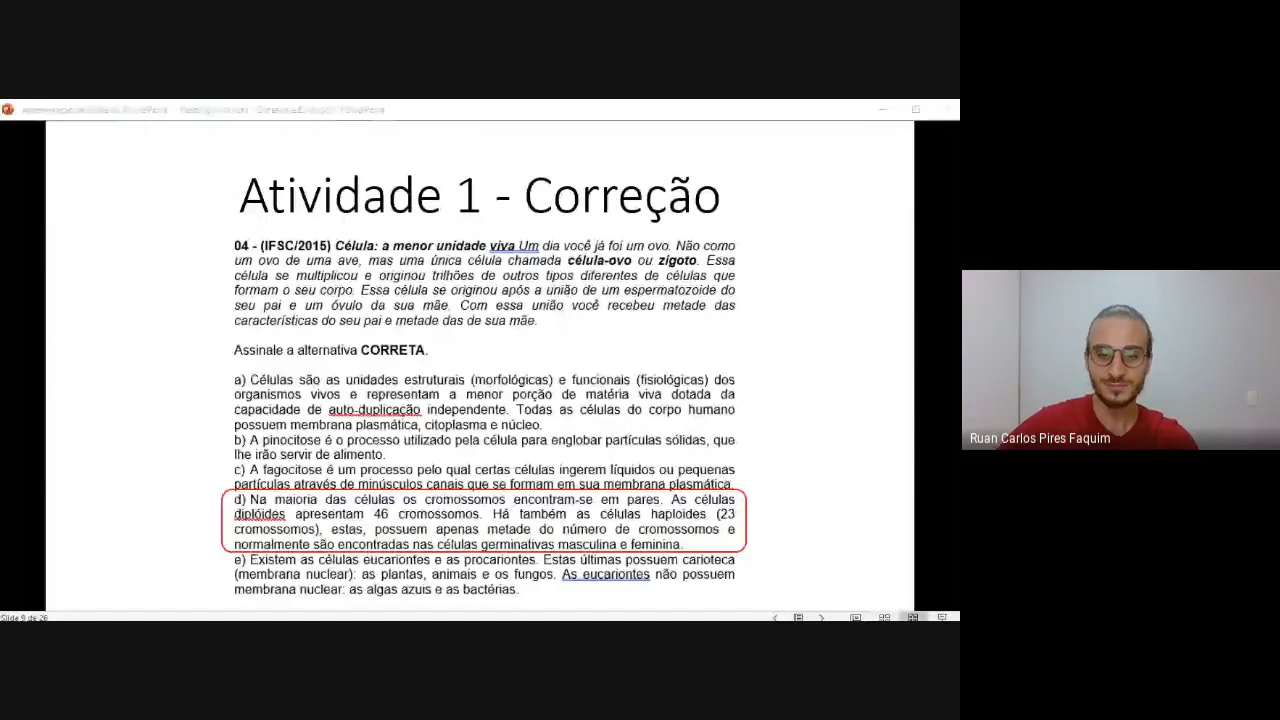 Atividade 1 - Correção
04 - (IFSC/2015) Célula: a menor unidade viva Um dia você já foi um ovo. Não como
um ovo de uma ave, mas uma única célula chamada célula-ovo ou zigoto. Essa
célula se multiplicou e originou trilhões de outros tipos diferentes de células que
formam o seu corpo. Essa célula se originou após a união de um espermatozoide do
seu pai e um óvulo da sua mãe. Com essa união você recebeu metade das
características do seu pai e metade das de sua mãe.
Assinale a alternativa CORRETA.
a) Células são as unidades estruturais (morfológicas) e funcionais (fisiológicas) dos
organismos vivos e representam a menor porção de matéria viva dotada da
capacidade de auto-duplicação independente. Todas as células do corpo humano
possuem membrana plasmática, citoplasma e núcleo.
b) A pinocitose é o processo utilizado pela célula para englobar partículas sólidas, que
lhe irão servir de alimento.
c) A fagocitose é um processo pelo qual certas células ingerem líquidos ou pequenas
partículas através de minúsculos canais que se formam em sua membrana plasmática.
d) Na maioria das células os cromossomos encontram-se em pares. As células
diplóides apresentam 46 cromossomos. Há também as células haploides (23
cromossomos), estas, possuem apenas metade do número de cromossomos e
normalmente são encontradas nas células germinativas masculina e feminina.
e) Existem as células eucariontes e as procariontes. Estas últimas possuem carioteca
(membrana nuclear): as plantas, animais e os fungos. As eucariontes não possuem
membrana nuclear: as algas azuis e as bactérias.
Slide 9 de 26
Ruan Carlos Pires Faquim